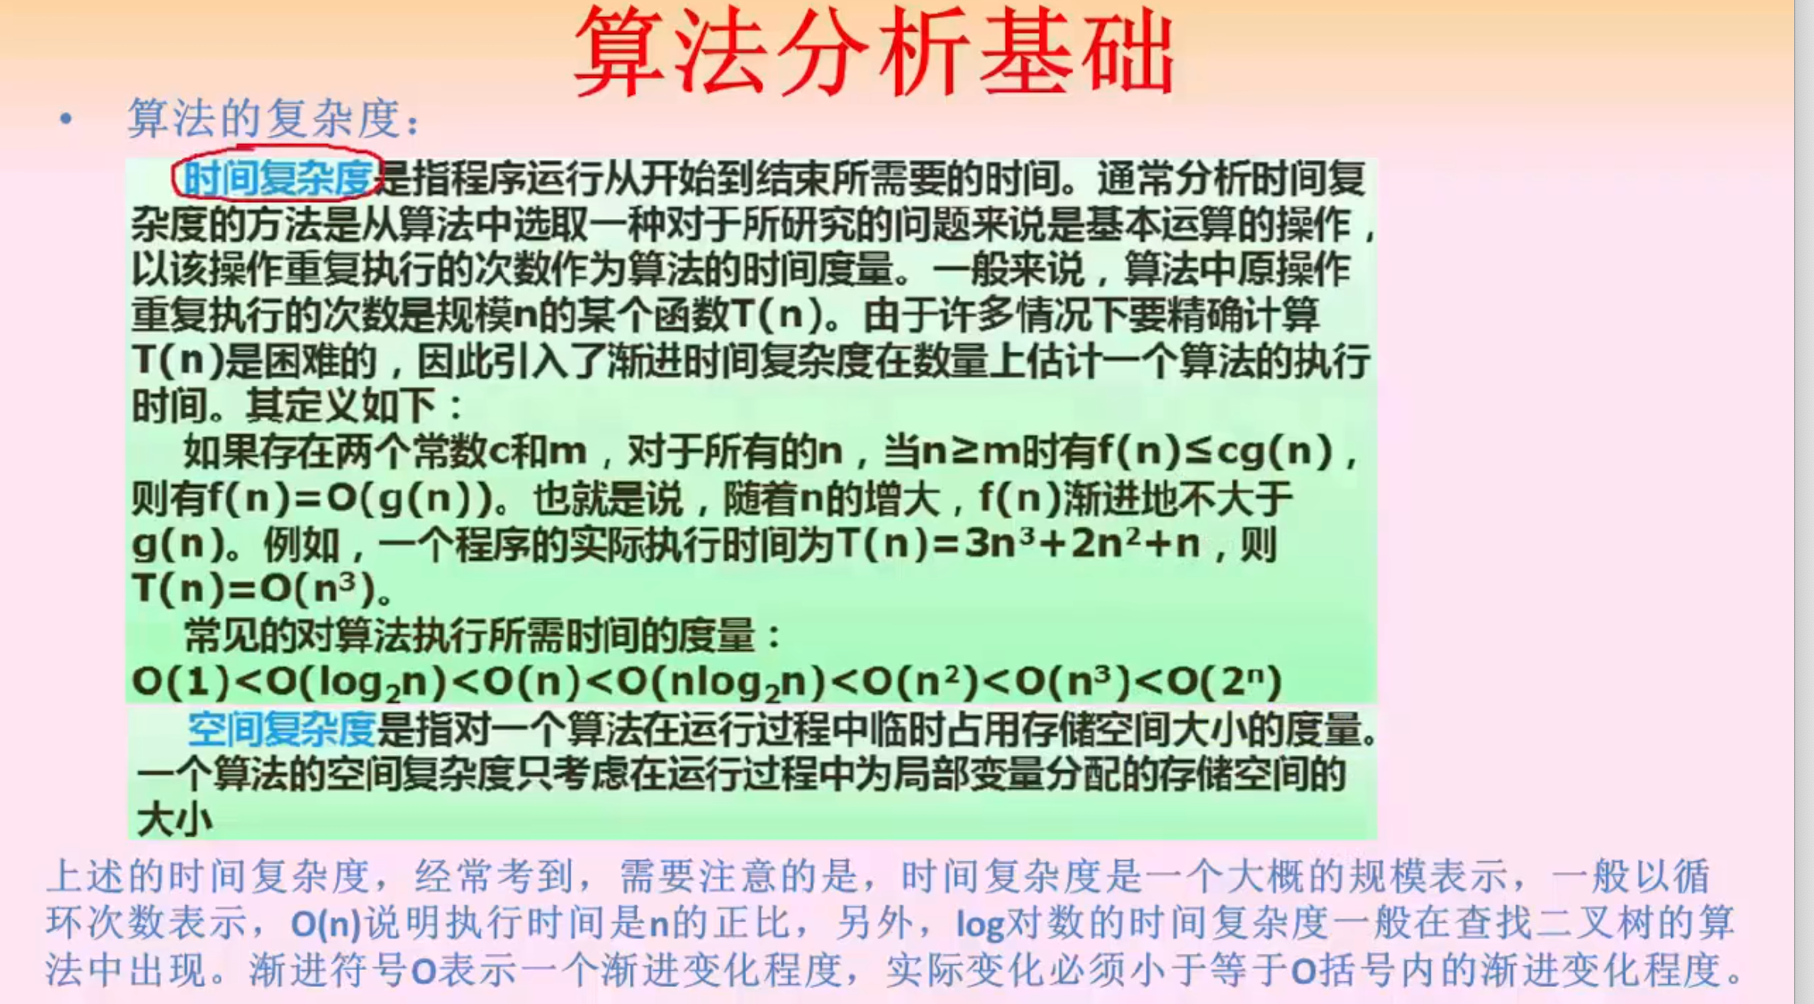 算法分析基础
• 算法的复杂度：
时间复杂度是指程序运行从开始到结束所需要的时间。通常分析时间复
杂度的方法是从算法中选取一种对于所研究的问题来说是基本运算的操作，
以该操作重复执行的次数作为算法的时间度量。一般来说，算法中原操作
重复执行的次数是规模n的某个函数T(n)。由于许多情况下要精确计算
T(n)是困难的，因此引入了渐进时间复杂度在数量上估计一个算法的执行
时间。其定义如下：
如果存在两个常数c和m，对于所有的n，当n≥m时有f(n)≤cg(n)，
则有f(n)=O(g(n))。也就是说，随着n的增大，f(n)渐进地不大于
g(n)。例如，一个程序的实际执行时间为T(n)=3n³+2n²+n，则
T(n)=O(n³)。
常见的对算法执行所需时间的度量：
O(1)<O(log₂n)<O(n)<O(nlog₂n)<O(n²)<O(n³)<O(2ⁿ)
空间复杂度是指对一个算法在运行过程中临时占用存储空间大小的度量。
一个算法的空间复杂度只考虑在运行过程中为局部变量分配的存储空间的
大小
上述的时间复杂度，经常考到，需要注意的是，时间复杂度是一个大概的规模表示，一般以循
环次数表示，O(n)说明执行时间是n的正比，另外，log对数的时间复杂度一般在查找二叉树的算
法中出现。渐进符号O表示一个渐进变化程度，实际变化必须小于等于O括号内的渐进变化程度。